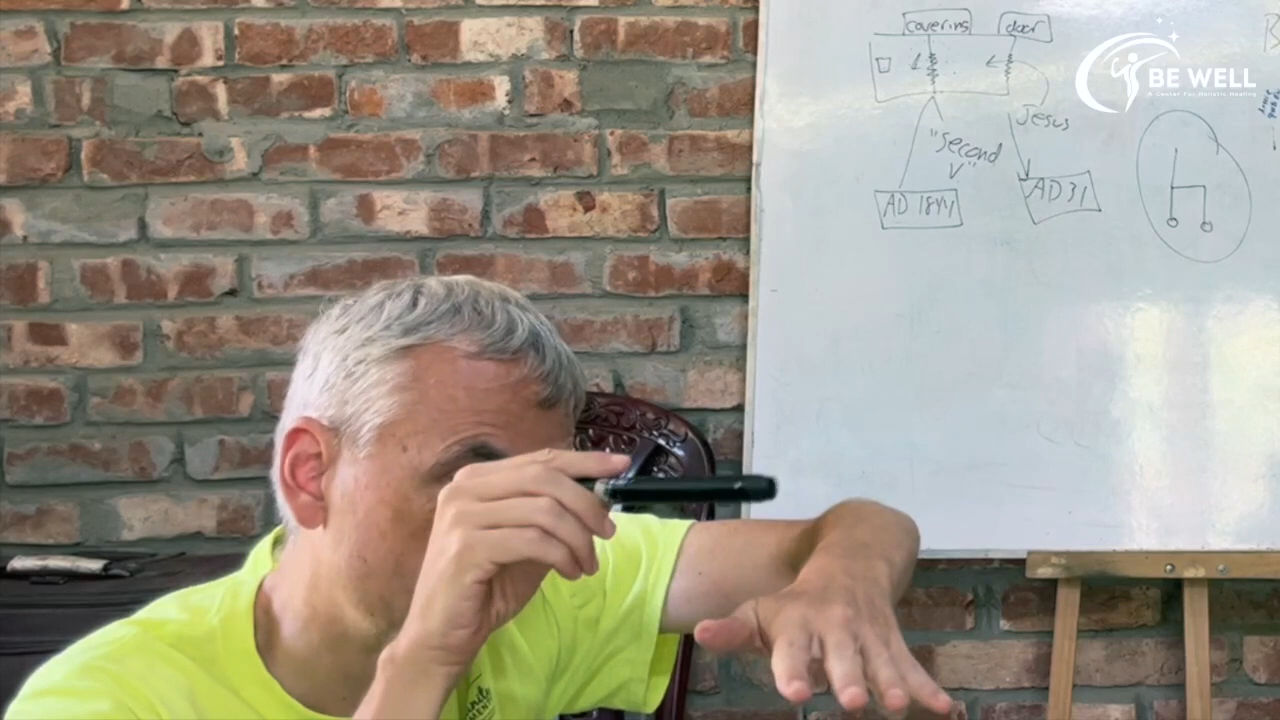 covering door
Jesus
"second
V"
AD 1844 AD 31
BE WELL
A Center For Holistic Healing